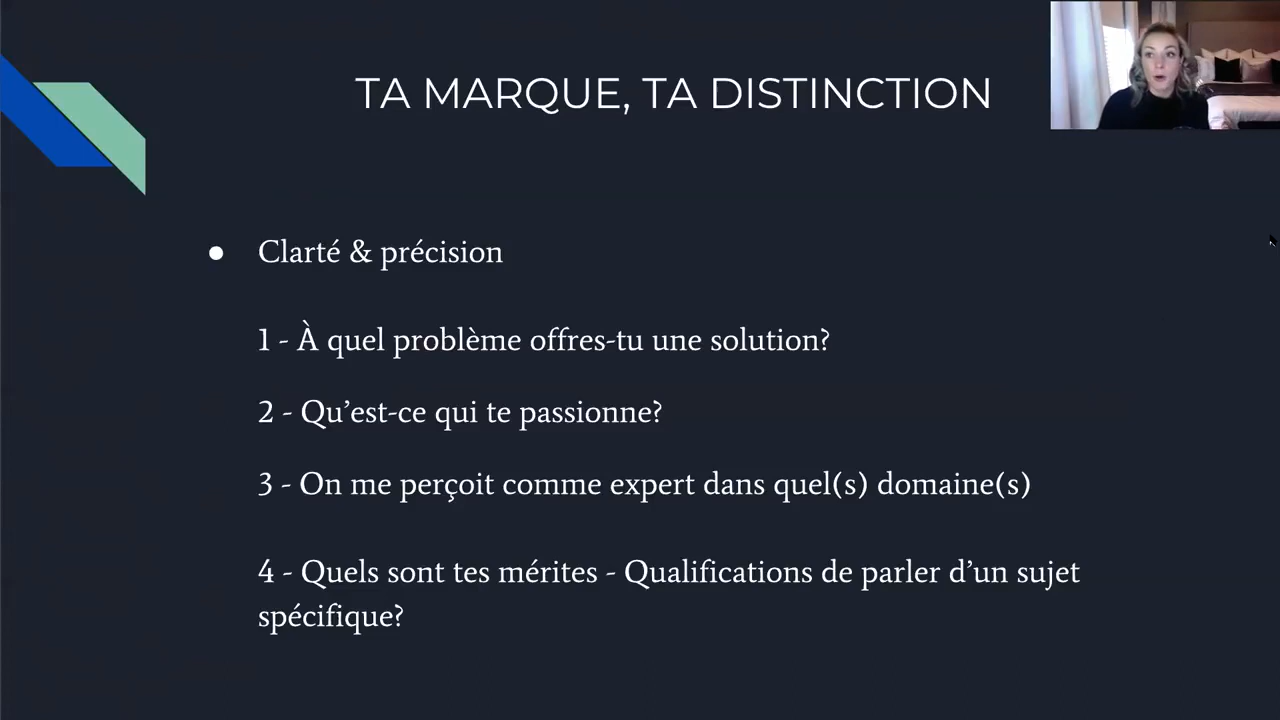 TA MARQUE, TA DISTINCTION
● Clarté & précision
1 - À quel problème offres-tu une solution?
2 - Qu’est-ce qui te passionne?
3 - On me perçoit comme expert dans quel(s) domaine(s)
4 - Quels sont tes mérites - Qualifications de parler d’un sujet
spécifique?